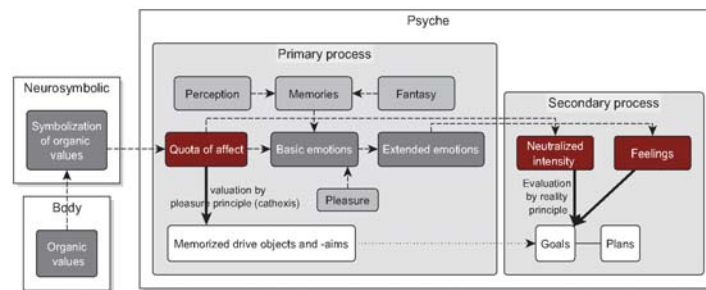 Psyche
Primary process
Neurosymbolic
Perception
Memories
Fantasy
Secondary process
Symbolization
of organic
values
Quota of affect
Basic emotions
Extended emotions
Neutralized
intensity
Feelings
valuation by
pleasure principle (cathexis)
Pleasure
Evaluation
by reality
principle
Body
Organic
values
Memorized drive objects and -aims
Goals
Plans